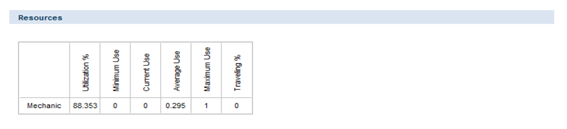 Resources
Utilization % Minimum Use Current Use Average Use Maximum Use Traveling %
Mechanic 88.353 0 0 0.295 1 0